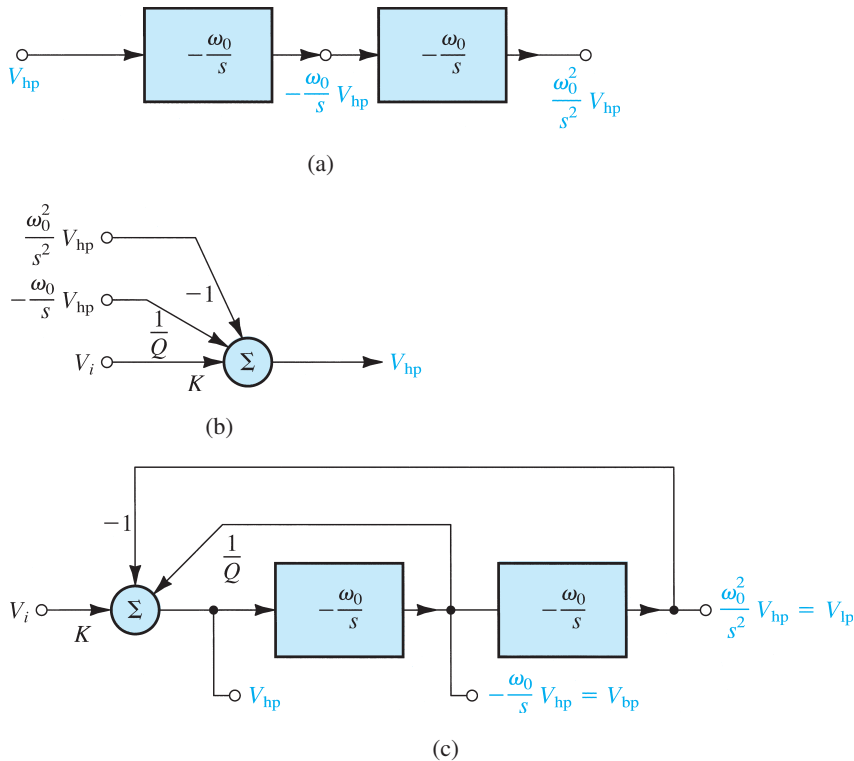 −ω₀/s
−ω₀/s
V_hp
−ω₀/s V_hp
ω₀²/s² V_hp
(a)
ω₀²/s² V_hp
−ω₀/s V_hp
−1
1/Q
V_i
Σ
V_hp
K
(b)
−1
1/Q
V_i
Σ
−ω₀/s
−ω₀/s
ω₀²/s² V_hp = V_lp
K
V_hp
−ω₀/s V_hp = V_bp
(c)